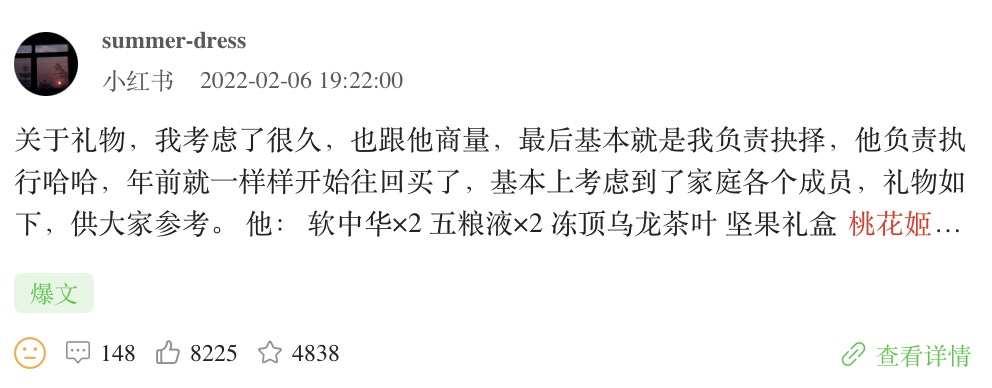 summer-dress
小红书 2022-02-06 19:22:00
关于礼物，我考虑了很久，也跟他商量，最后基本就是我负责抉择，他负责执
行哈哈，年前就一样样开始往回买了，基本上考虑到了家庭各个成员，礼物如
下，供大家参考。 他： 软中华×2 五粮液×2 冻顶乌龙茶叶 坚果礼盒 桃花姬…
爆文
148 8225 4838 查看详情